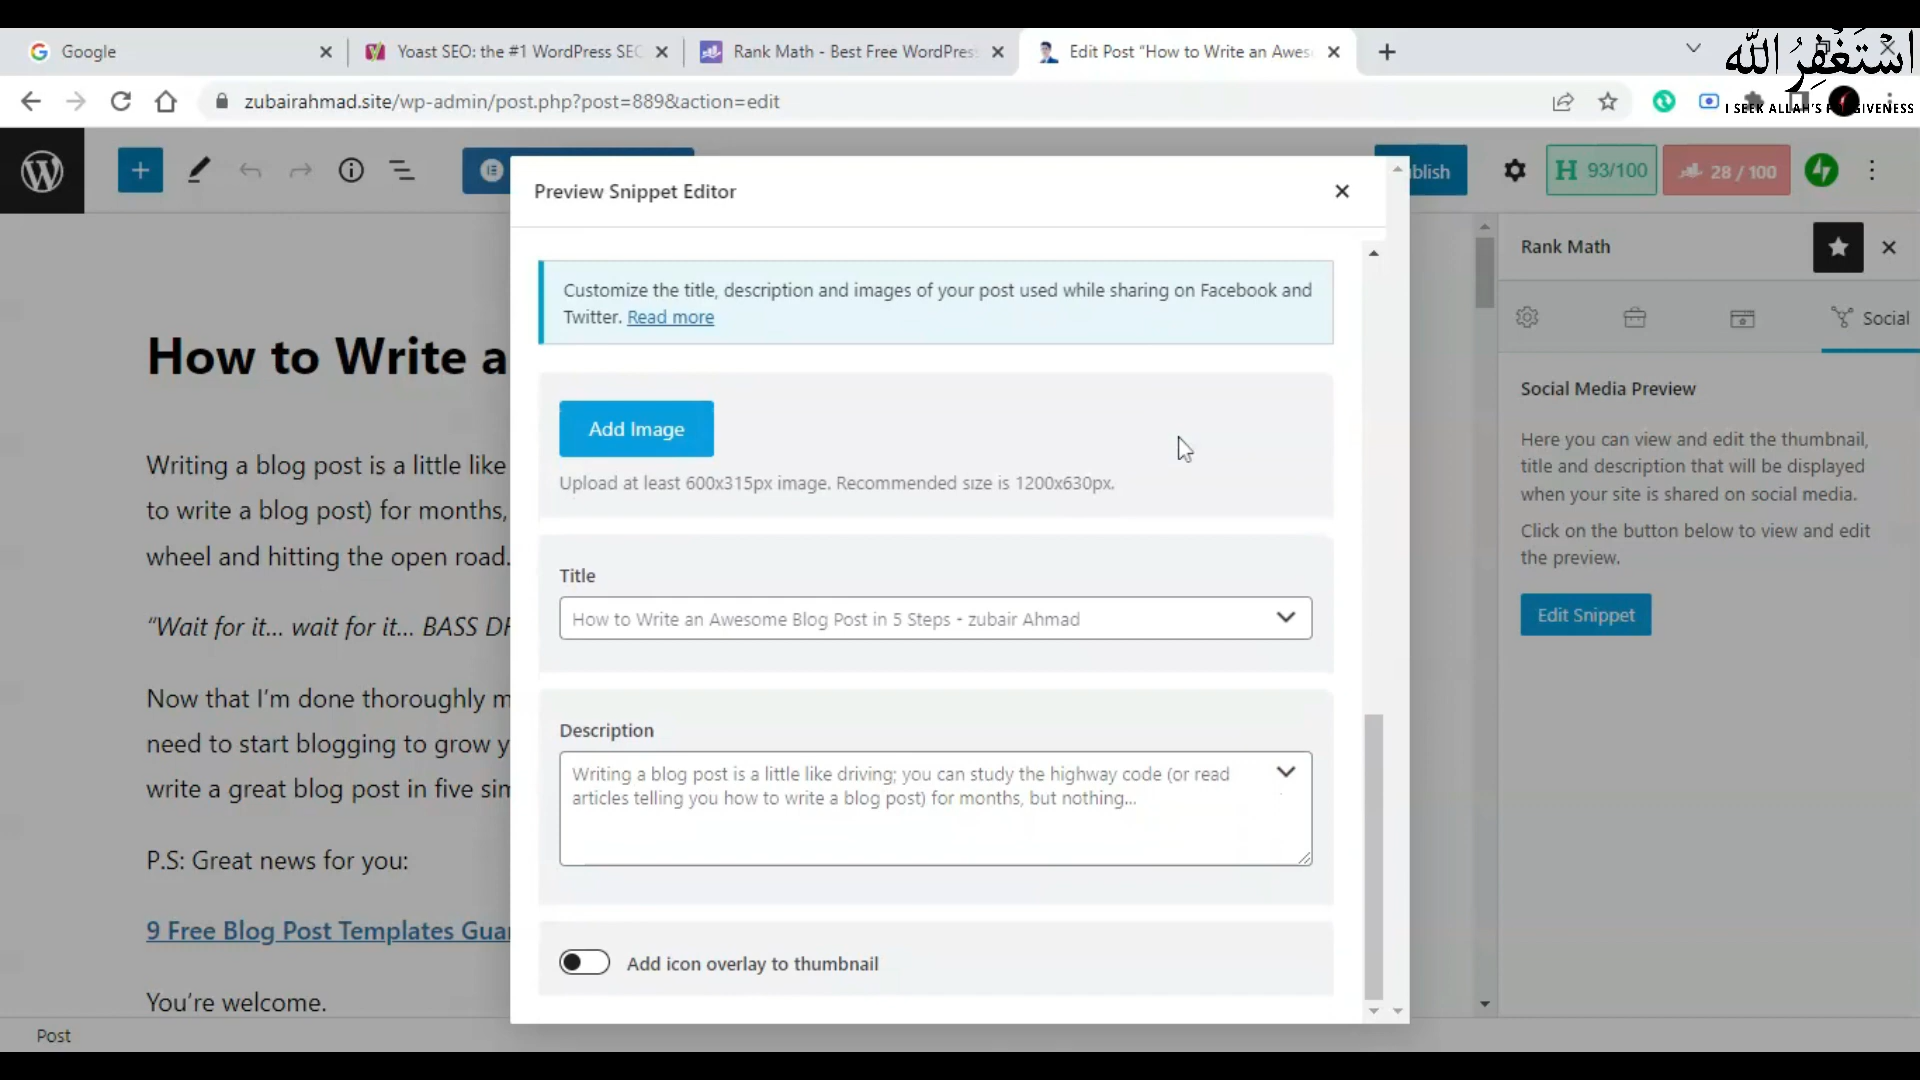 Google
Yoast SEO: the #1 WordPress SEO
Rank Math - Best Free WordPress
Edit Post “How to Write an Awes
أَسْتَغْفِرُ اللّٰه
I SEEK ALLAH'S FORGIVENESS
zubairahmad.site/wp-admin/post.php?post=889&action=edit
blish
93/100
28 / 100
Preview Snippet Editor
Customize the title, description and images of your post used while sharing on Facebook and
Twitter. Read more
Add Image
Upload at least 600x315px image. Recommended size is 1200x630px.
Title
How to Write an Awesome Blog Post in 5 Steps - zubair Ahmad
Description
Writing a blog post is a little like driving; you can study the highway code (or read
articles telling you how to write a blog post) for months, but nothing...
Add icon overlay to thumbnail
How to Write a
Writing a blog post is a little like
to write a blog post) for months,
wheel and hitting the open road.
“Wait for it… wait for it… BASS DR
Now that I’m done thoroughly m
need to start blogging to grow y
write a great blog post in five sim
P.S: Great news for you:
9 Free Blog Post Templates Guar
You’re welcome.
Post
Rank Math
Social
Social Media Preview
Here you can view and edit the thumbnail,
title and description that will be displayed
when your site is shared on social media.
Click on the button below to view and edit
the preview.
Edit Snippet